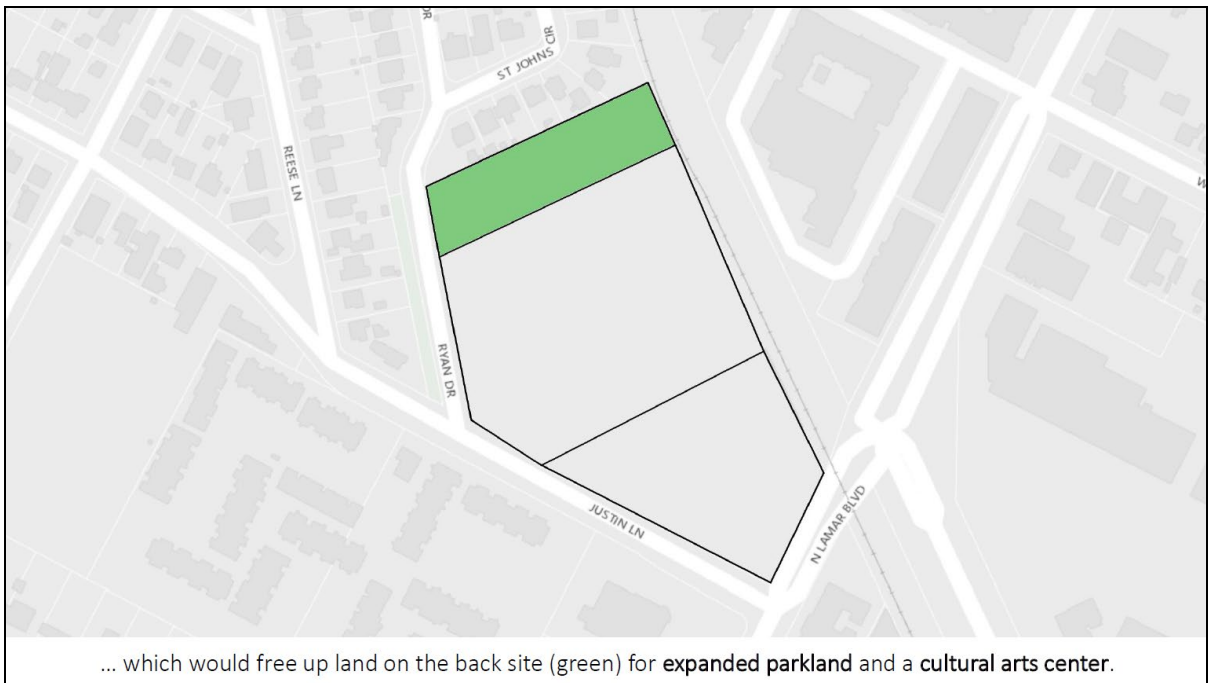 DR
ST JOHNS CIR
REESE LN
RYAN DR
JUSTIN LN
N LAMAR BLVD
W
... which would free up land on the back site (green) for expanded parkland and a cultural arts center.